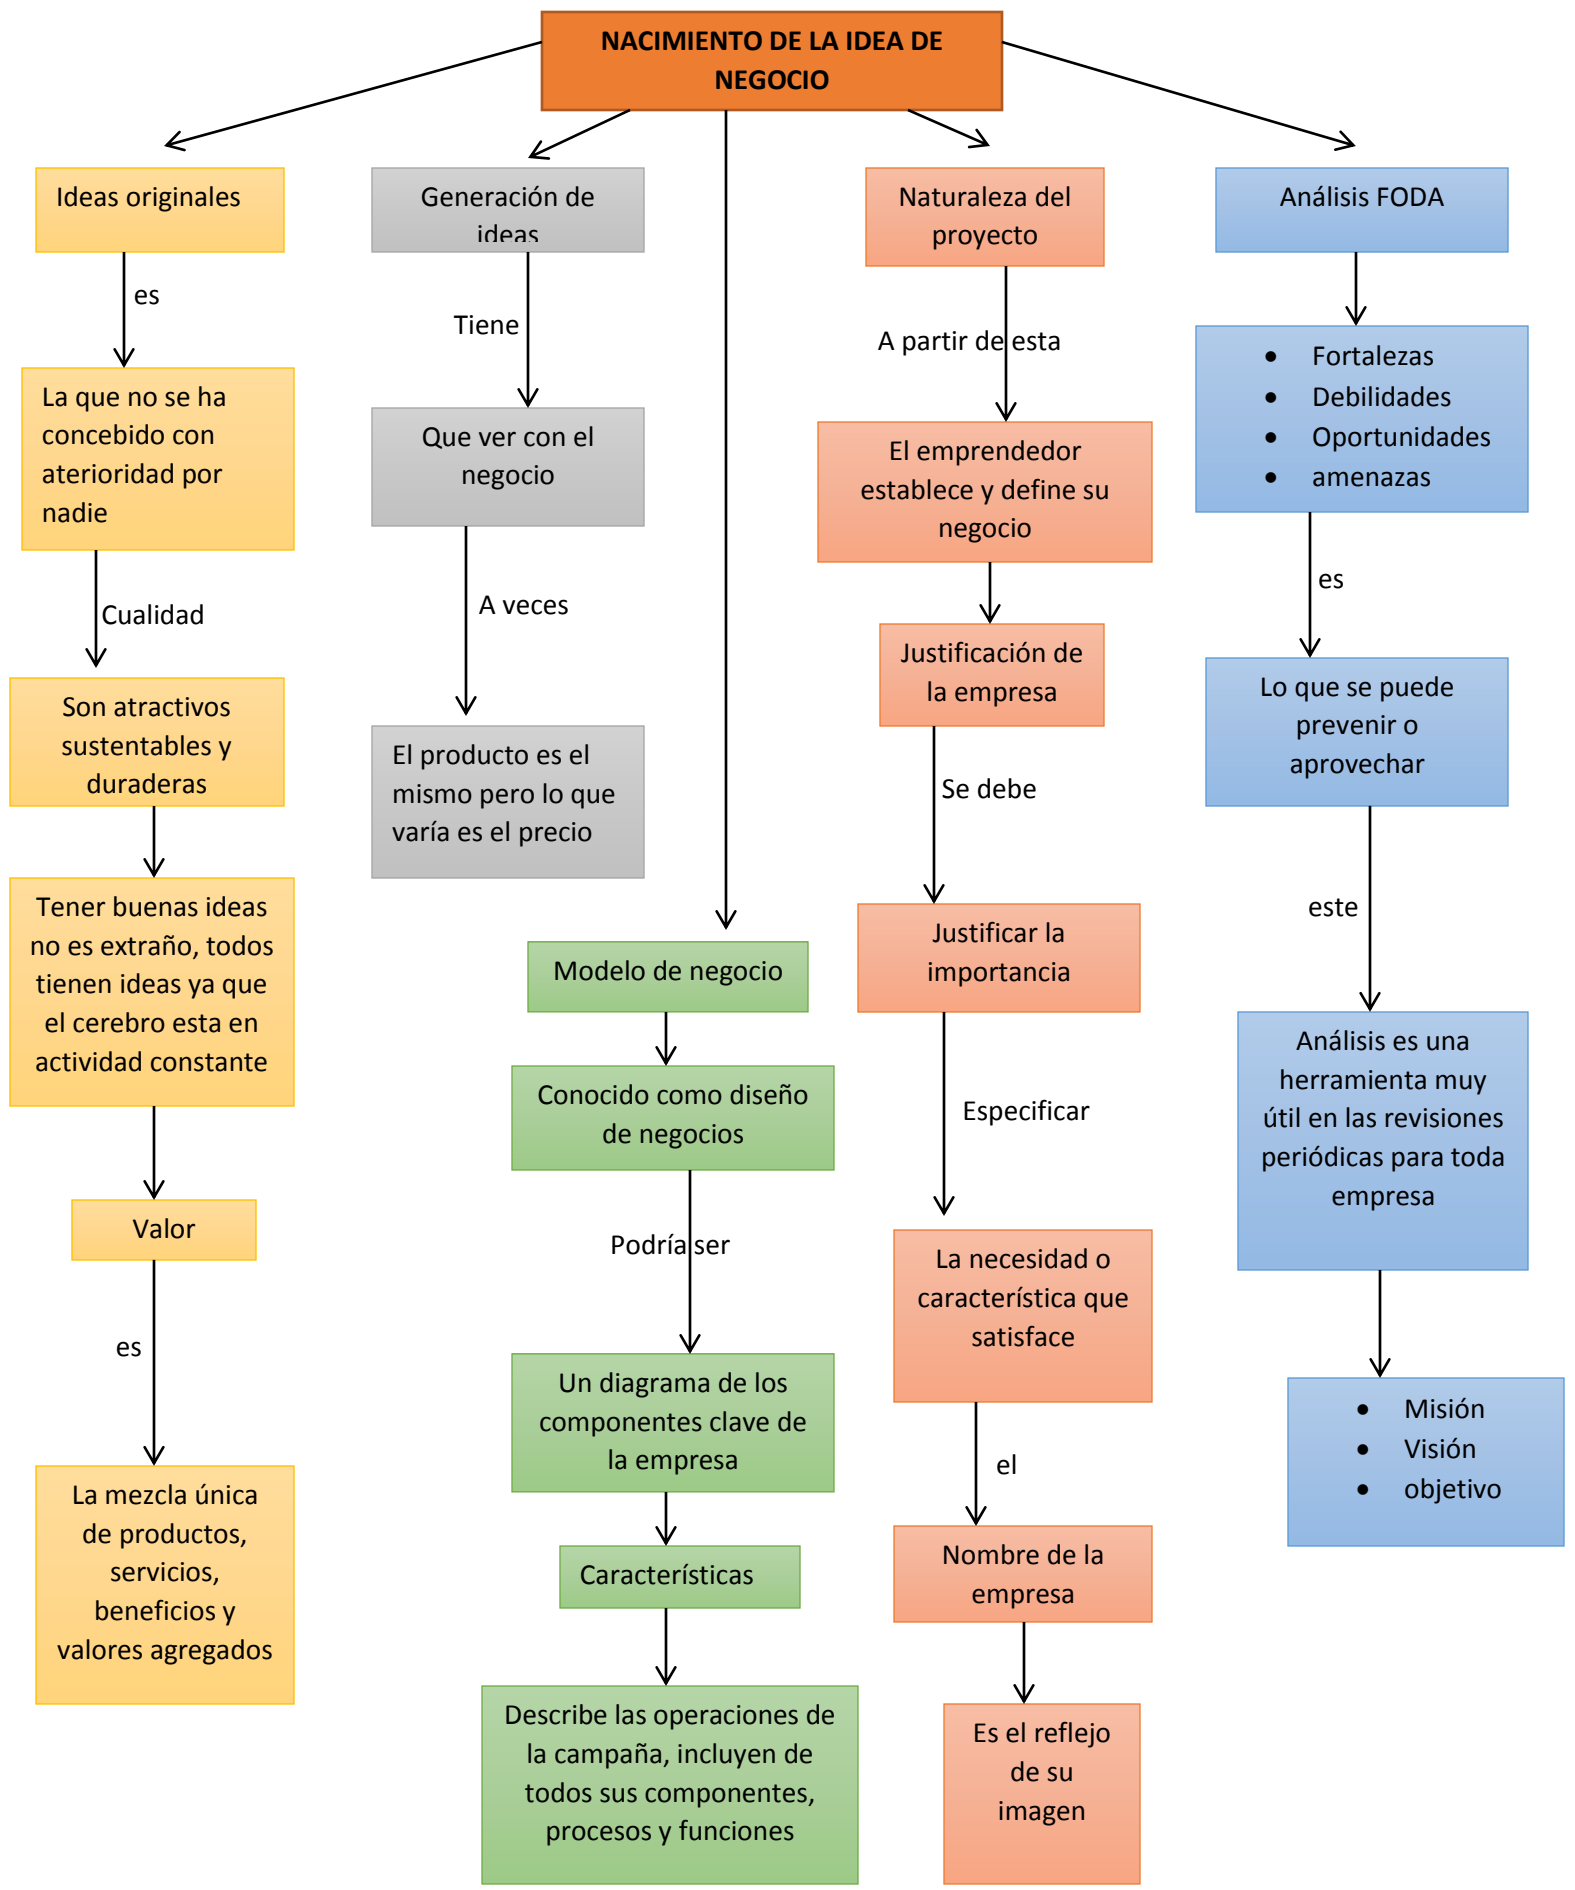 NACIMIENTO DE LA IDEA DE
NEGOCIO
Ideas originales
es
La que no se ha
concebido con
aterioridad por
nadie
Cualidad
Son atractivos
sustentables y
duraderas
Tener buenas ideas
no es extraño, todos
tienen ideas ya que
el cerebro esta en
actividad constante
Valor
es
La mezcla única
de productos,
servicios,
beneficios y
valores agregados
Generación de
ideas
Tiene
Que ver con el
negocio
A veces
El producto es el
mismo pero lo que
varía es el precio
Modelo de negocio
Conocido como diseño
de negocios
Podría ser
Un diagrama de los
componentes clave de
la empresa
Características
Describe las operaciones de
la campaña, incluyen de
todos sus componentes,
procesos y funciones
Naturaleza del
proyecto
A partir de esta
El emprendedor
establece y define su
negocio
Justificación de
la empresa
Se debe
Justificar la
importancia
Especificar
La necesidad o
característica que
satisface
el
Nombre de la
empresa
Es el reflejo
de su
imagen
Análisis FODA
• Fortalezas
• Debilidades
• Oportunidades
• amenazas
es
Lo que se puede
prevenir o
aprovechar
este
Análisis es una
herramienta muy
útil en las revisiones
periódicas para toda
empresa
• Misión
• Visión
• objetivo